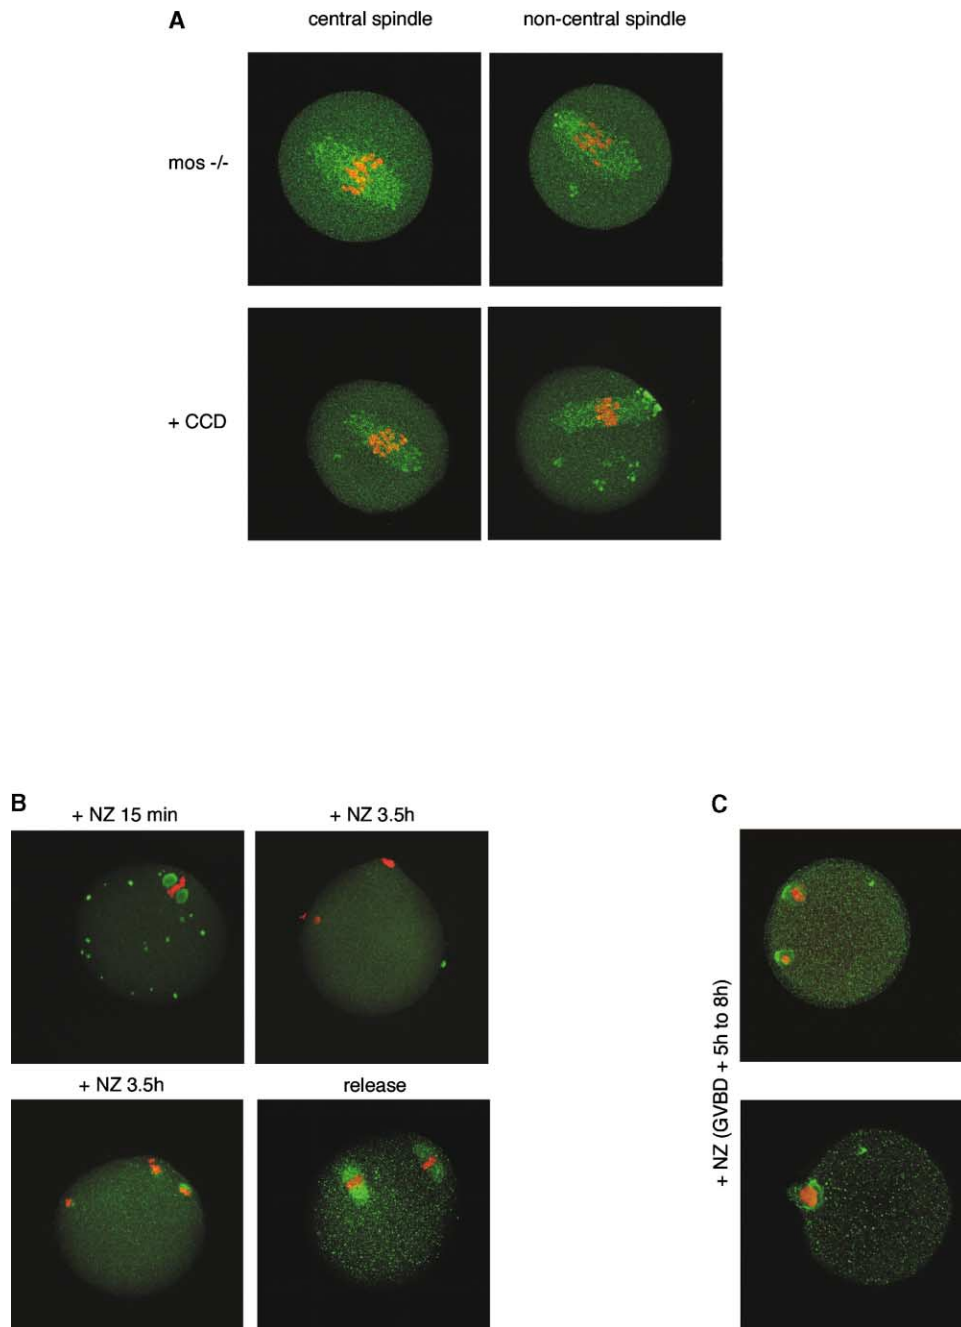 A
central spindle
non-central spindle
mos -/-
+ CCD
B
+ NZ 15 min
+ NZ 3.5h
C
+ NZ 3.5h
release
+ NZ (GVBD + 5h to 8h)